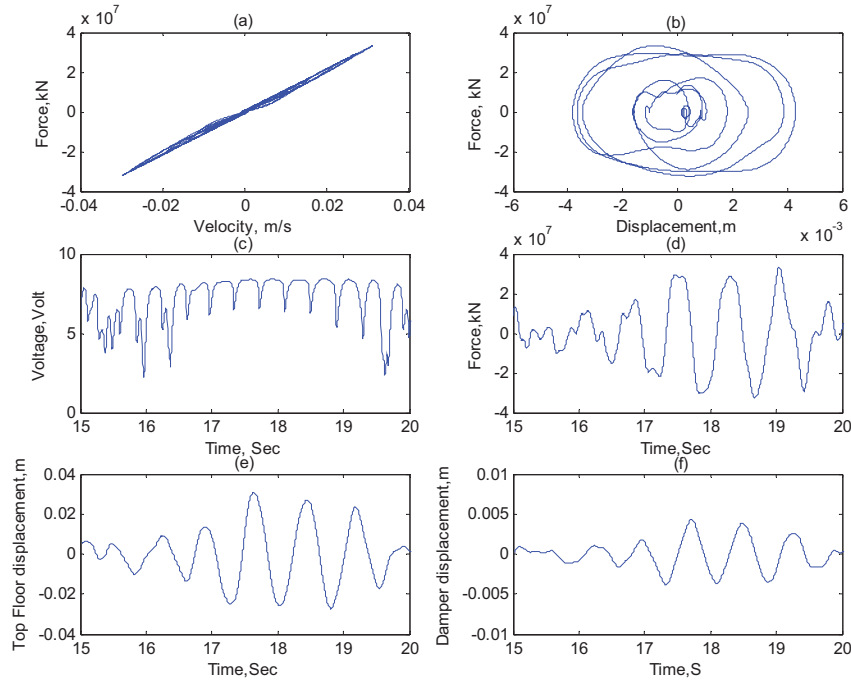 x 10^7
(a)
4
2
0
-2
-4
Force,kN
-0.04
-0.02
0
0.02
0.04
Velocity, m/s
x 10^7
(b)
4
2
0
-2
-4
Force, kN
-6
-4
-2
0
2
4
6
Displacement,m
x 10^-3
(c)
10
5
0
Voltage,Volt
15
16
17
18
19
20
Time, Sec
x 10^7
(d)
4
2
0
-2
-4
Force,kN
15
16
17
18
19
20
Time,Sec
(e)
0.04
0.02
0
-0.02
-0.04
Top Floor displacement,m
15
16
17
18
19
20
Time,Sec
(f)
0.01
0.005
0
-0.005
-0.01
Damper displacement,m
15
16
17
18
19
20
Time,S